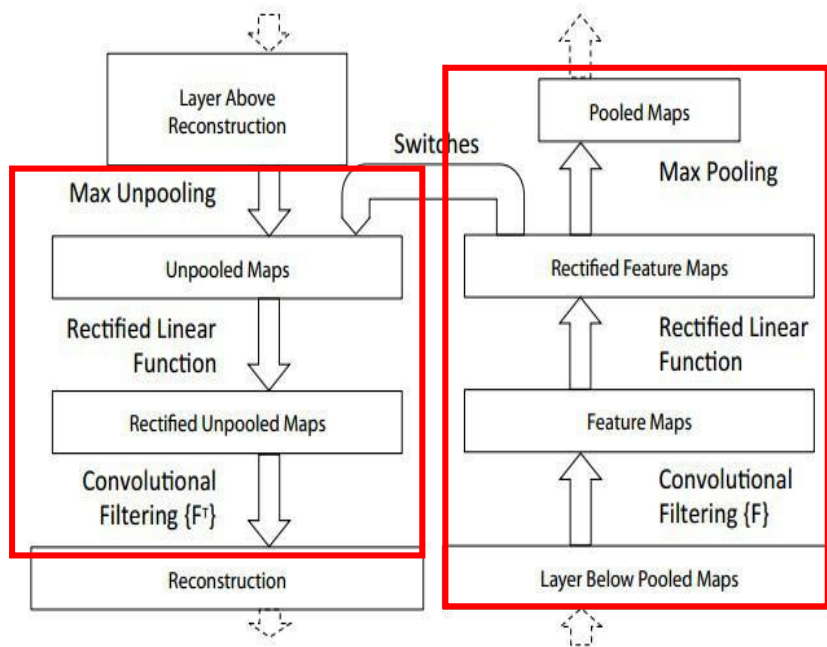 Layer Above
Reconstruction
Max Unpooling
Unpooled Maps
Rectified Linear
Function
Rectified Unpooled Maps
Convolutional
Filtering {Fᵀ}
Reconstruction
Switches
Pooled Maps
Max Pooling
Rectified Feature Maps
Rectified Linear
Function
Feature Maps
Convolutional
Filtering {F}
Layer Below Pooled Maps